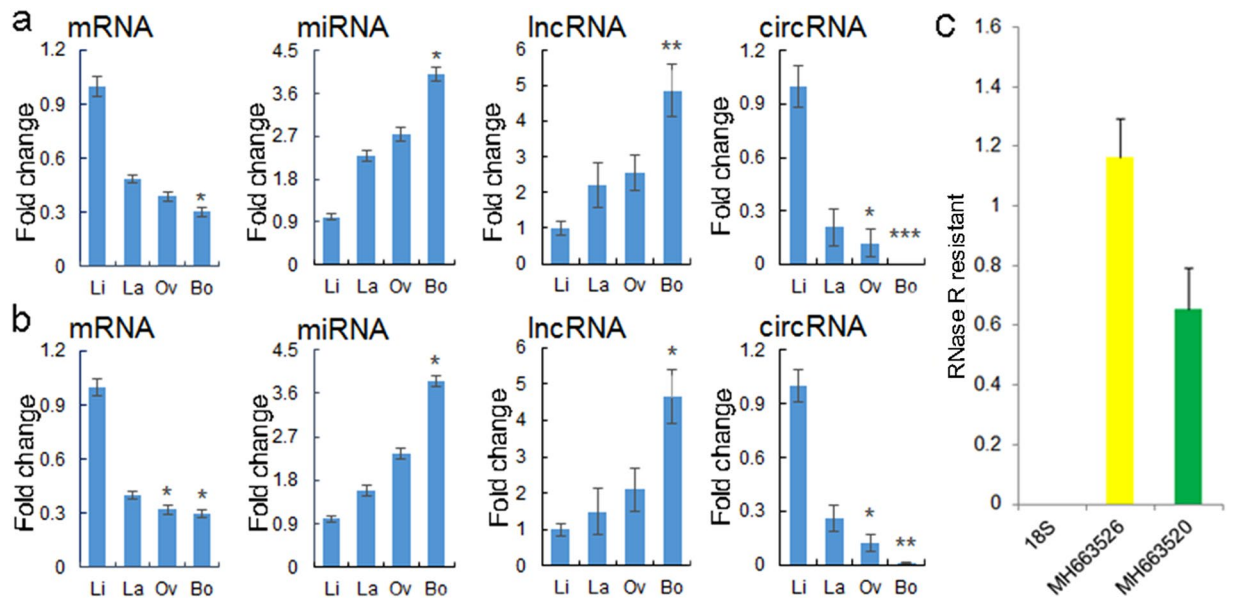 a
mRNA
Fold change
1.2
0.9
0.6
0.3
0
Li La Ov Bo
*
miRNA
Fold change
4.5
3.6
2.7
1.8
0.9
0
Li La Ov Bo
*
lncRNA
Fold change
6
5
4
3
2
1
0
Li La Ov Bo
**
circRNA
Fold change
1.2
0.9
0.6
0.3
0
Li La Ov Bo
*
***
b
mRNA
Fold change
1.2
0.9
0.6
0.3
0
Li La Ov Bo
*
*
miRNA
Fold change
4.5
3.6
2.7
1.8
0.9
0
Li La Ov Bo
*
lncRNA
Fold change
6
5
4
3
2
1
0
Li La Ov Bo
*
circRNA
Fold change
1.2
0.9
0.6
0.3
0
Li La Ov Bo
*
**
C
RNase R resistant
1.6
1.4
1.2
1
0.8
0.6
0.4
0.2
0
18S
MH663526
MH663520